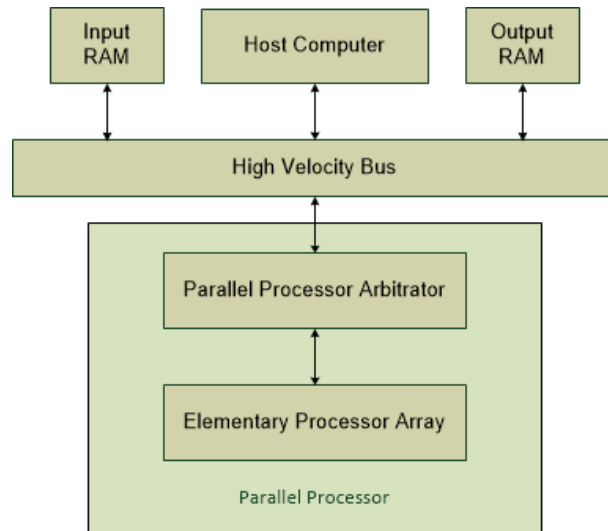 Input
RAM
Host Computer
Output
RAM
High Velocity Bus
Parallel Processor Arbitrator
Elementary Processor Array
Parallel Processor